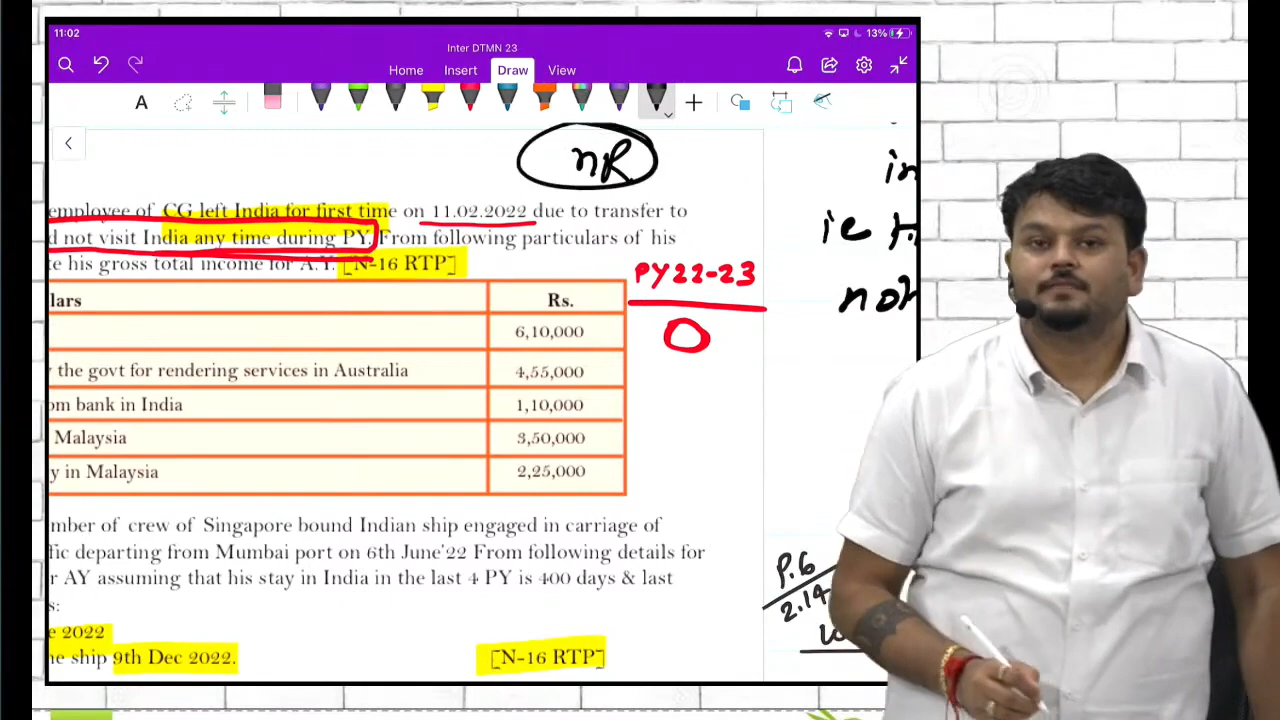 11:02
13%
Inter DTMN 23
Home Insert Draw View
A
nR
employee of CG left India for first time on 11.02.2022 due to transfer to
d not visit India any time during PY. From following particulars of his
te his gross total income for A.Y. [N-16 RTP]
PY22-23
0
lars Rs.
6,10,000
the govt for rendering services in Australia 4,55,000
om bank in India 1,10,000
Malaysia 3,50,000
y in Malaysia 2,25,000
in
ie
mber of crew of Singapore bound Indian ship engaged in carriage of
ffic departing from Mumbai port on 6th June'22 From following details for
r AY assuming that his stay in India in the last 4 PY is 400 days & last
s:
e 2022
ne ship 9th Dec 2022. [N-16 RTP]
P.6
2.14